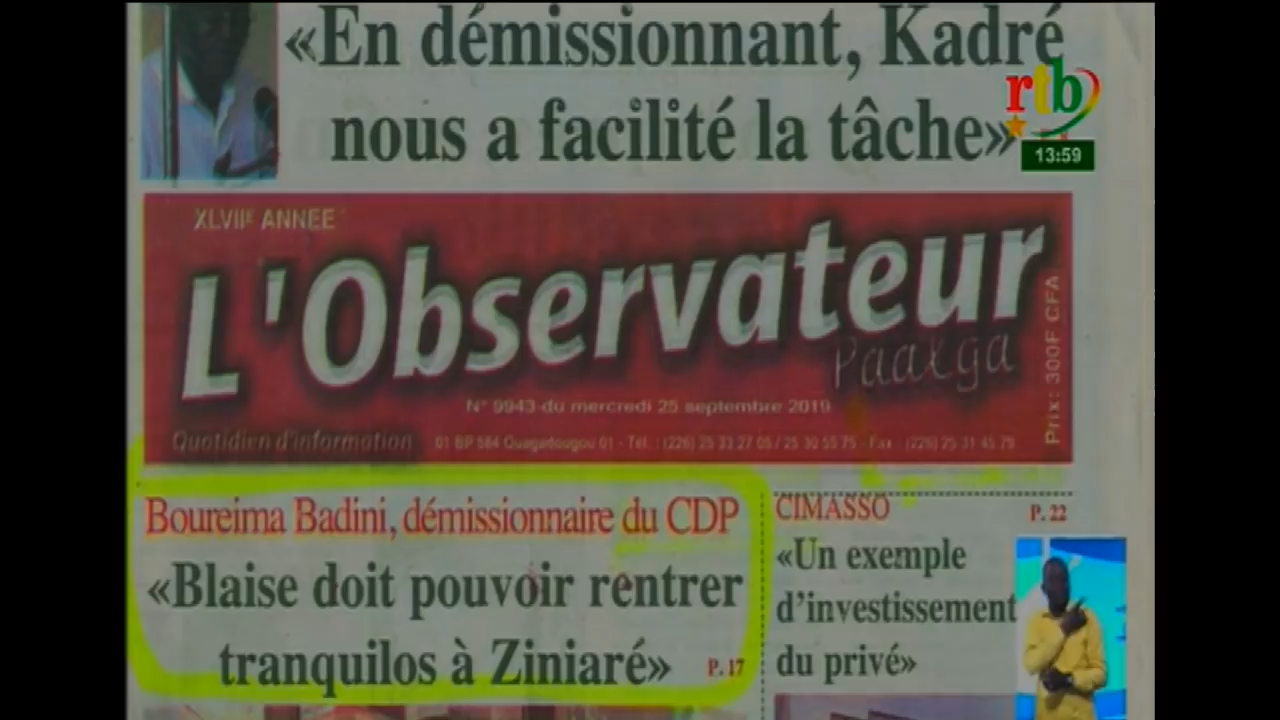 «En démissionnant, Kadré
nous a facilité la tâche»
rtb
13:59
XLVIIᵉ ANNEE
L'Observateur
Paalga
Prix: 300F CFA
N° 9943 du mercredi 25 septembre 2019
Quotidien d'information
01 BP 584 Ouagadougou 01 - Tél. : (226) 25 33 27 05 / 25 30 55 75 - Fax : (226) 25 31 45 79
Boureima Badini, démissionnaire du CDP
«Blaise doit pouvoir rentrer
tranquilos à Ziniaré» P.17
CIMASSO P. 22
«Un exemple
d'investissement
du privé»